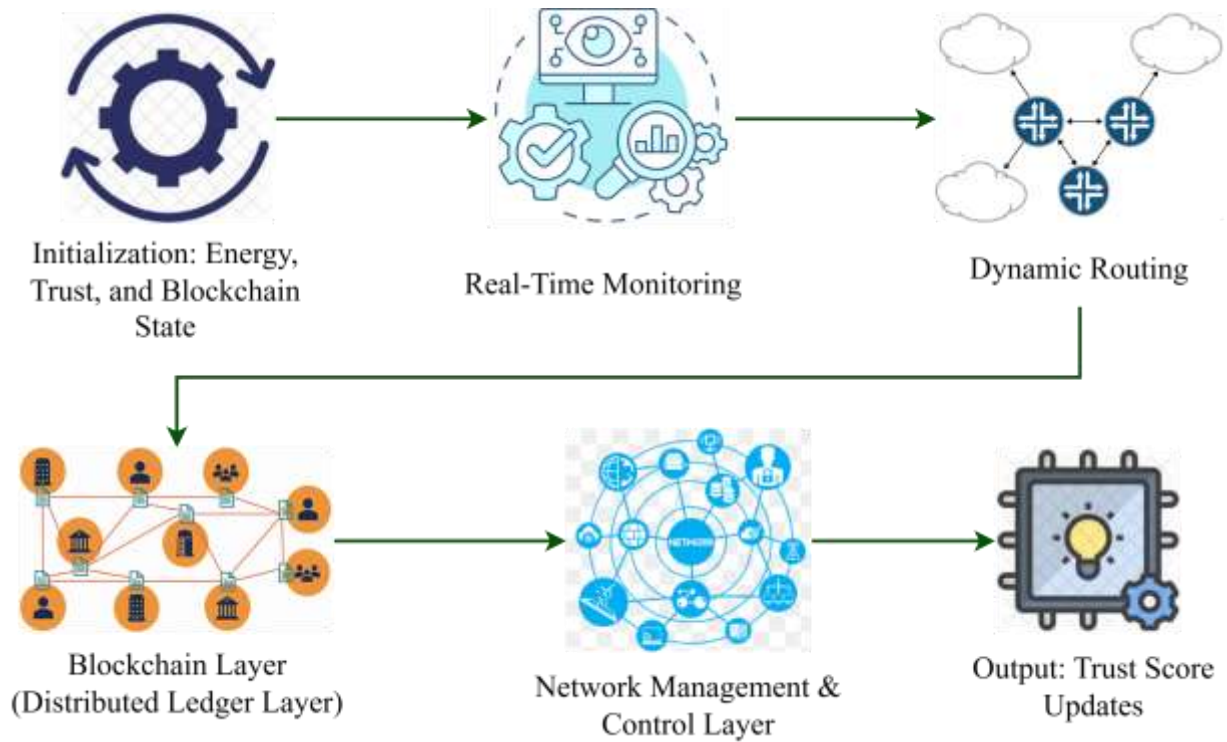 Initialization: Energy,
Trust, and Blockchain
State
Real-Time Monitoring
Dynamic Routing
Blockchain Layer
(Distributed Ledger Layer)
NETWORK
Network Management &
Control Layer
Output: Trust Score
Updates